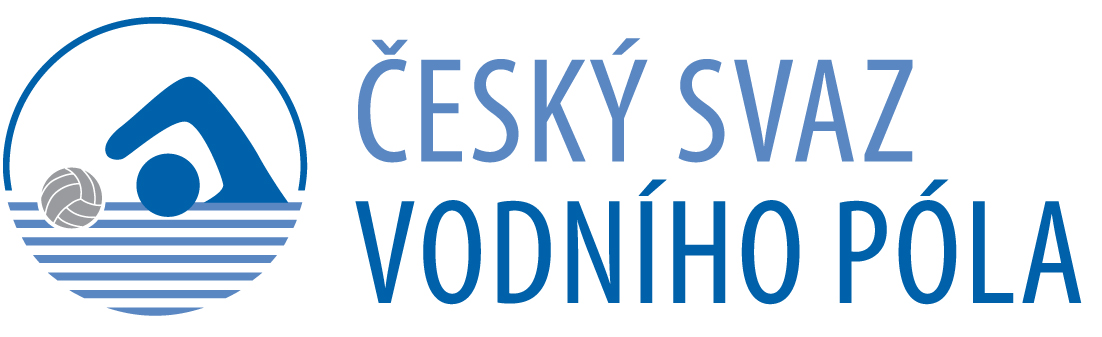 ČESKÝ SVAZ
VODNÍHO PÓLA